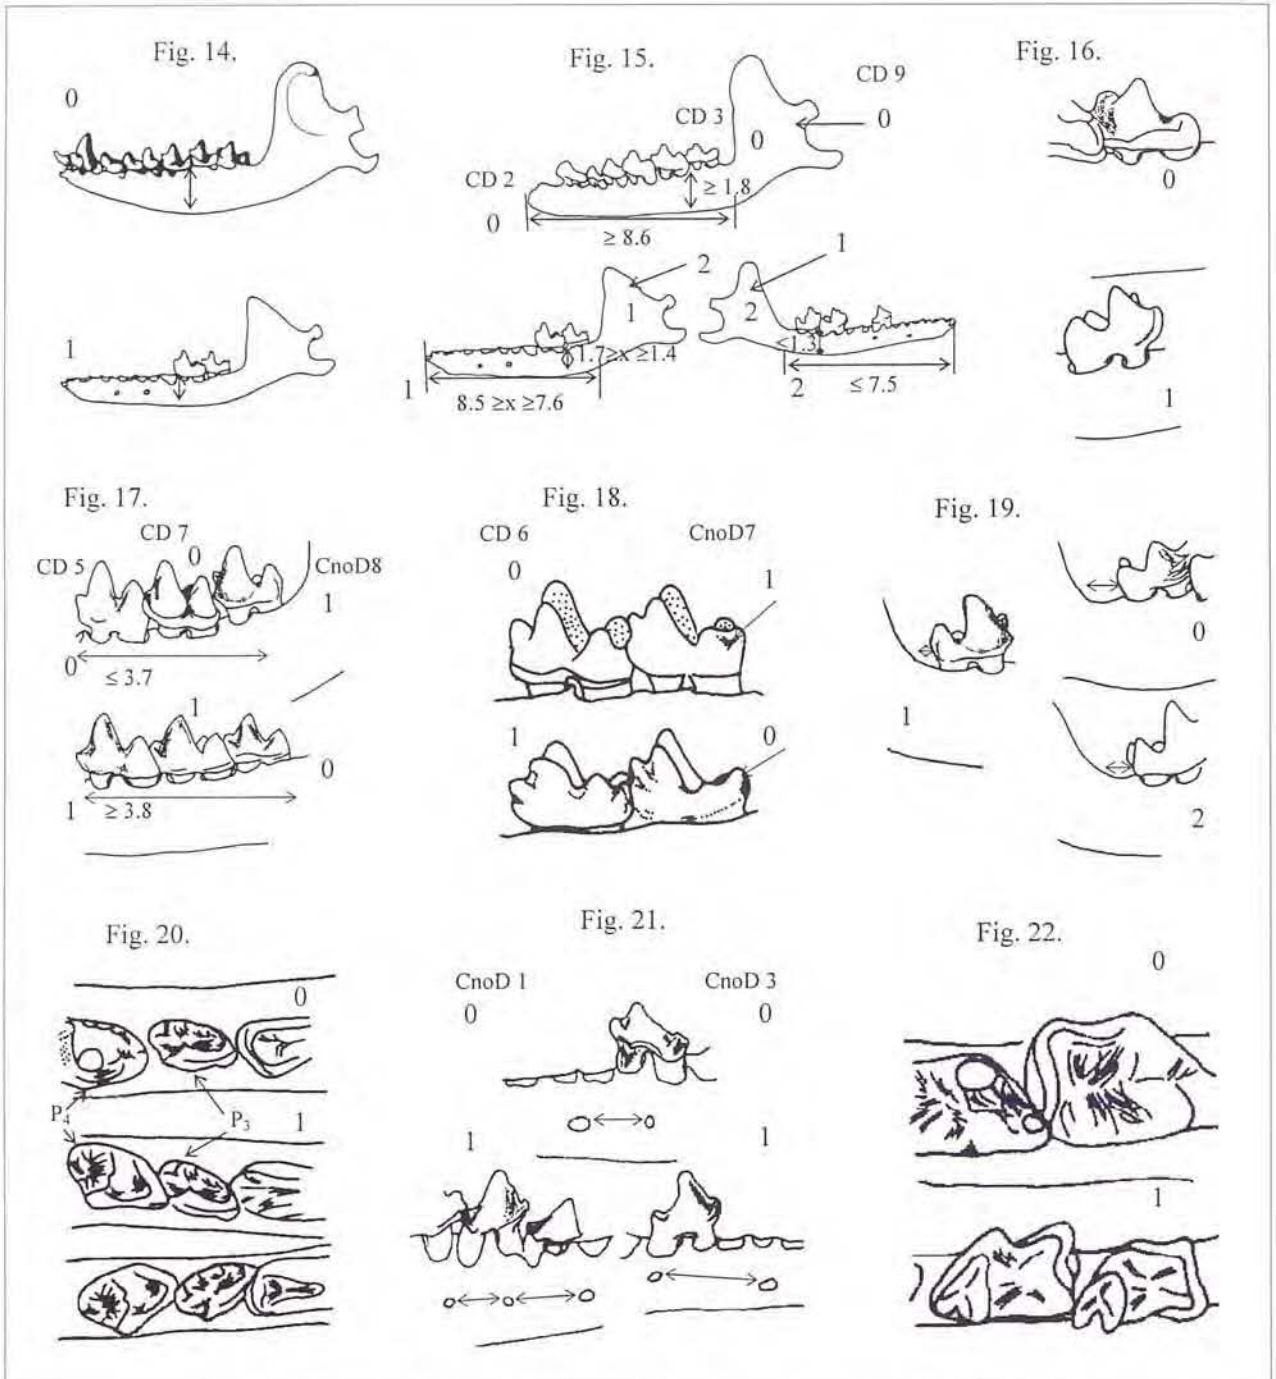 Fig. 14.
0
1
Fig. 15.
CD 9
0
CD 3
0
CD 2
0
≥ 1.8
≥ 8.6
2
1
1
2
1.7≥x ≥1.4
<1.3
1
8.5 ≥x ≥7.6
2
≤ 7.5
Fig. 16.
0
1
Fig. 17.
CD 7
0
CD 5
CnoD8
1
0
≤ 3.7
1
0
1
≥ 3.8
Fig. 18.
CD 6
CnoD7
0
1
1
0
Fig. 19.
0
1
2
Fig. 20.
0
P4
P3
1
Fig. 21.
CnoD 1
CnoD 3
0
0
1
1
Fig. 22.
0
1